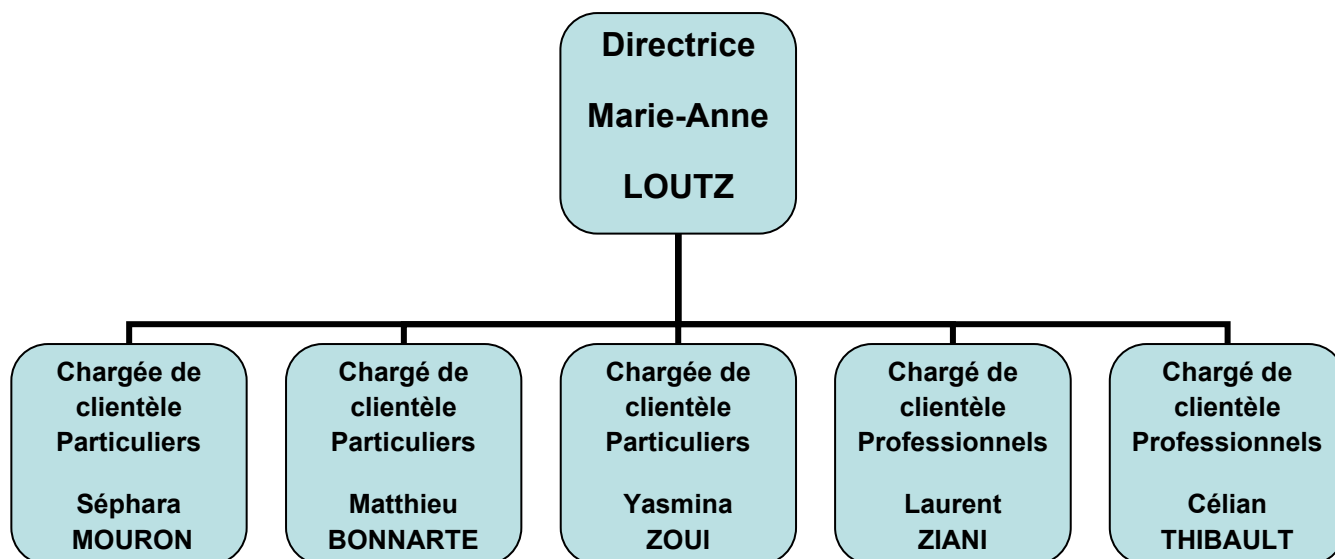 Directrice
Marie-Anne
LOUTZ
Chargée de
clientèle
Particuliers
Séphara
MOURON
Chargé de
clientèle
Particuliers
Matthieu
BONNARTE
Chargée de
clientèle
Particuliers
Yasmina
ZOUI
Chargé de
clientèle
Professionnels
Laurent
ZIANI
Chargé de
clientèle
Professionnels
Célian
THIBAULT